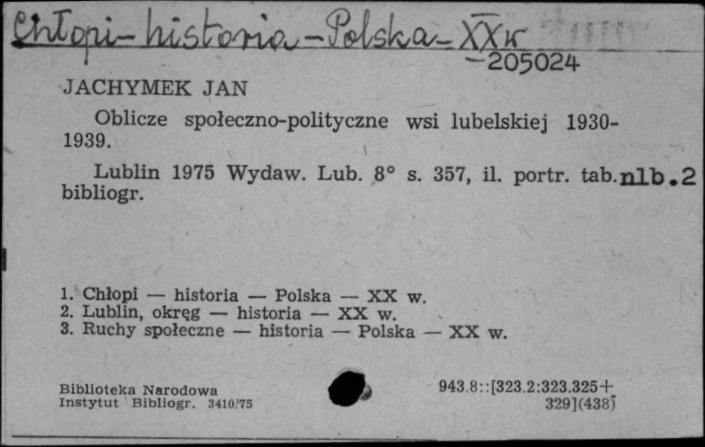 Chłopi - historia - Polska - XX w
205024
JACHYMEK JAN
Oblicze społeczno-polityczne wsi lubelskiej 1930-
1939.
Lublin 1975 Wydaw. Lub. 8° s. 357, il. portr. tab. nlb.2
bibliogr.
1. Chłopi — historia — Polska — XX w.
2. Lublin, okręg — historia — XX w.
3. Ruchy społeczne — historia — Polska — XX w.
Biblioteka Narodowa 943.8::[323.2:323.325+
Instytut Bibliogr. 3410/75 329](438)